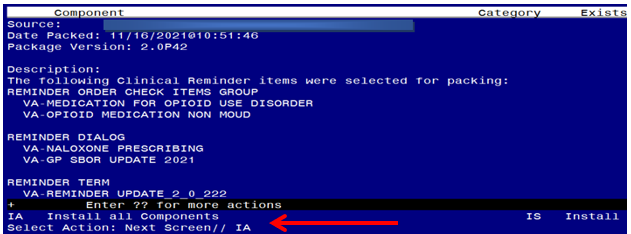 Component Category Exists
Source:
Date Packed: 11/16/2021@10:51:46
Package Version: 2.0P42
Description:
The following Clinical Reminder items were selected for packing:
REMINDER ORDER CHECK ITEMS GROUP
VA-MEDICATION FOR OPIOID USE DISORDER
VA-OPIOID MEDICATION NON MOUD
REMINDER DIALOG
VA-NALOXONE PRESCRIBING
VA-GP SBOR UPDATE 2021
REMINDER TERM
VA-REMINDER UPDATE_2_0_222
+ Enter ?? for more actions
IA Install all Components IS Install
Select Action: Next Screen// IA